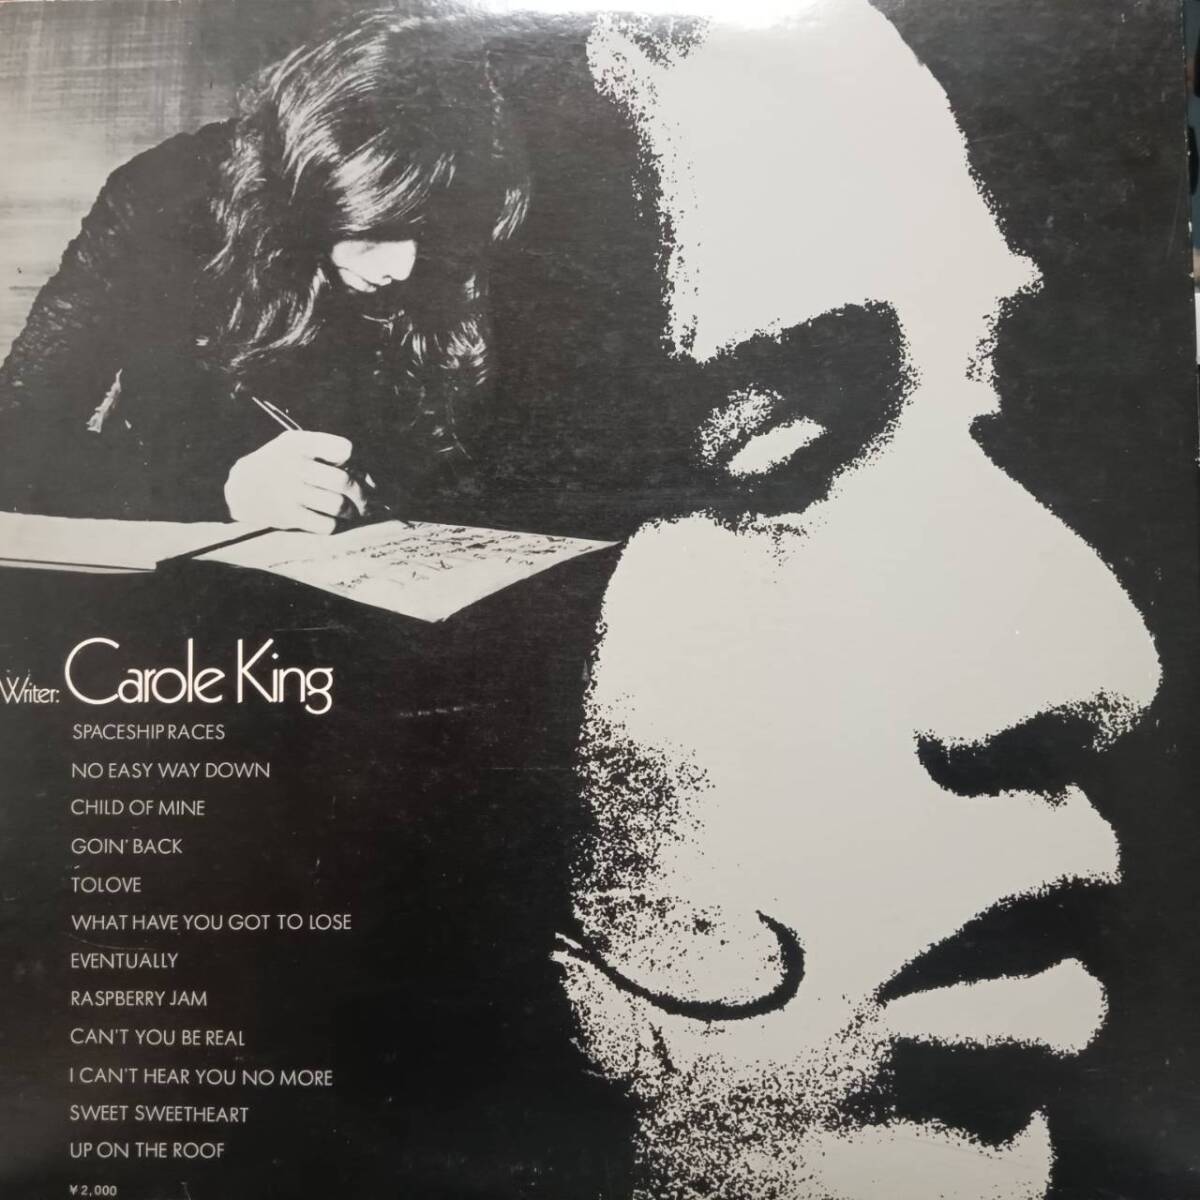 Writer: Carole King
SPACESHIP RACES
NO EASY WAY DOWN
CHILD OF MINE
GOIN' BACK
TOLOVE
WHAT HAVE YOU GOT TO LOSE
EVENTUALLY
RASPBERRY JAM
CAN'T YOU BE REAL
I CAN'T HEAR YOU NO MORE
SWEET SWEETHEART
UP ON THE ROOF
¥2,000